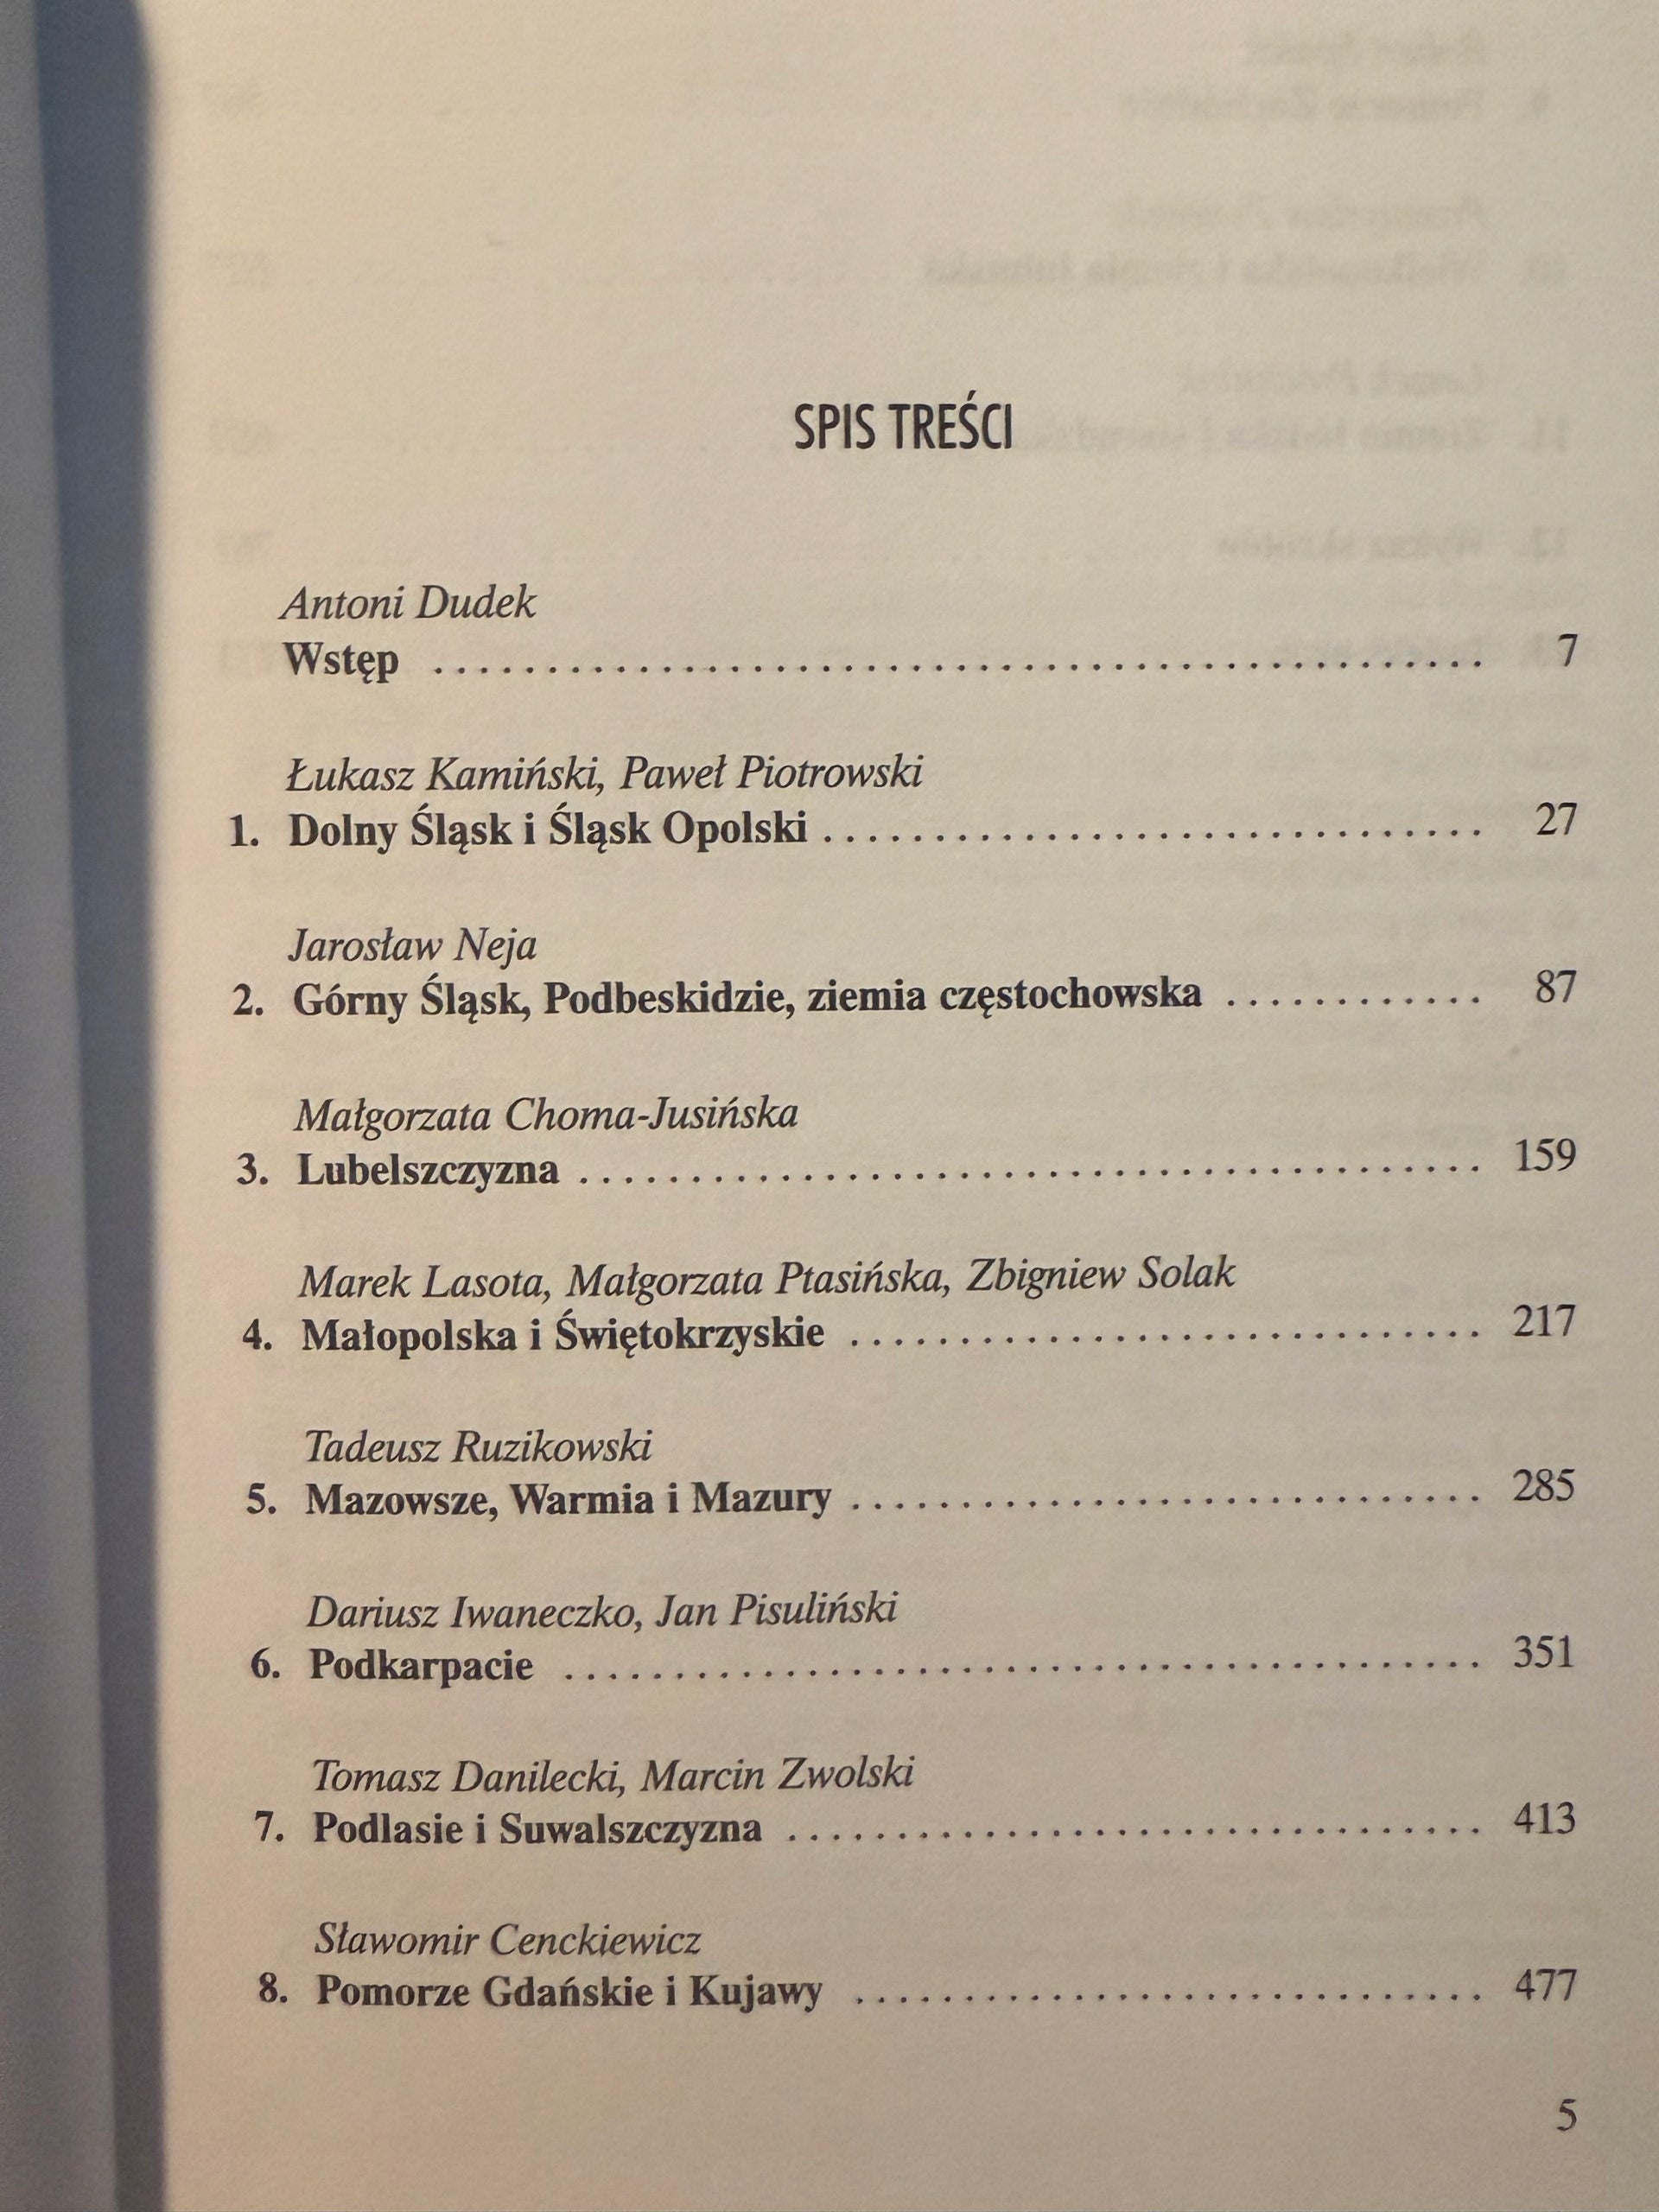 SPIS TREŚCI
Antoni Dudek
Wstęp ............................................... 7
Łukasz Kamiński, Paweł Piotrowski
1. Dolny Śląsk i Śląsk Opolski .............................. 27
Jarosław Neja
2. Górny Śląsk, Podbeskidzie, ziemia częstochowska ............ 87
Małgorzata Choma-Jusińska
3. Lubelszczyzna ......................................... 159
Marek Lasota, Małgorzata Ptasińska, Zbigniew Solak
4. Małopolska i Świętokrzyskie ............................. 217
Tadeusz Ruzikowski
5. Mazowsze, Warmia i Mazury ............................. 285
Dariusz Iwaneczko, Jan Pisuliński
6. Podkarpacie .......................................... 351
Tomasz Danilecki, Marcin Zwolski
7. Podlasie i Suwalszczyzna ................................ 413
Sławomir Cenckiewicz
8. Pomorze Gdańskie i Kujawy ............................. 477
5